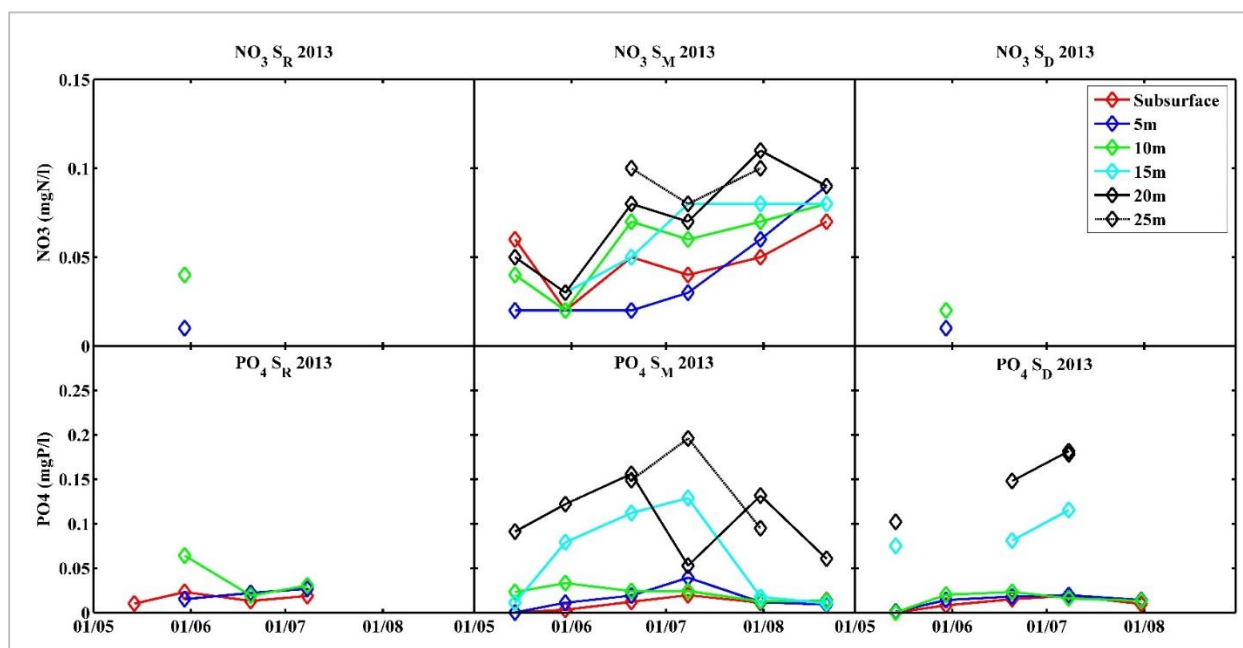 NO3 SR 2013
NO3 SM 2013
NO3 SD 2013
NO3 (mgN/l)
0.15
0.1
0.05
0
Subsurface
5m
10m
15m
20m
25m
PO4 SR 2013
PO4 SM 2013
PO4 SD 2013
PO4 (mgP/l)
0.25
0.2
0.15
0.1
0.05
0
01/05 01/06 01/07 01/08 01/05 01/06 01/07 01/08 01/05 01/06 01/07 01/08